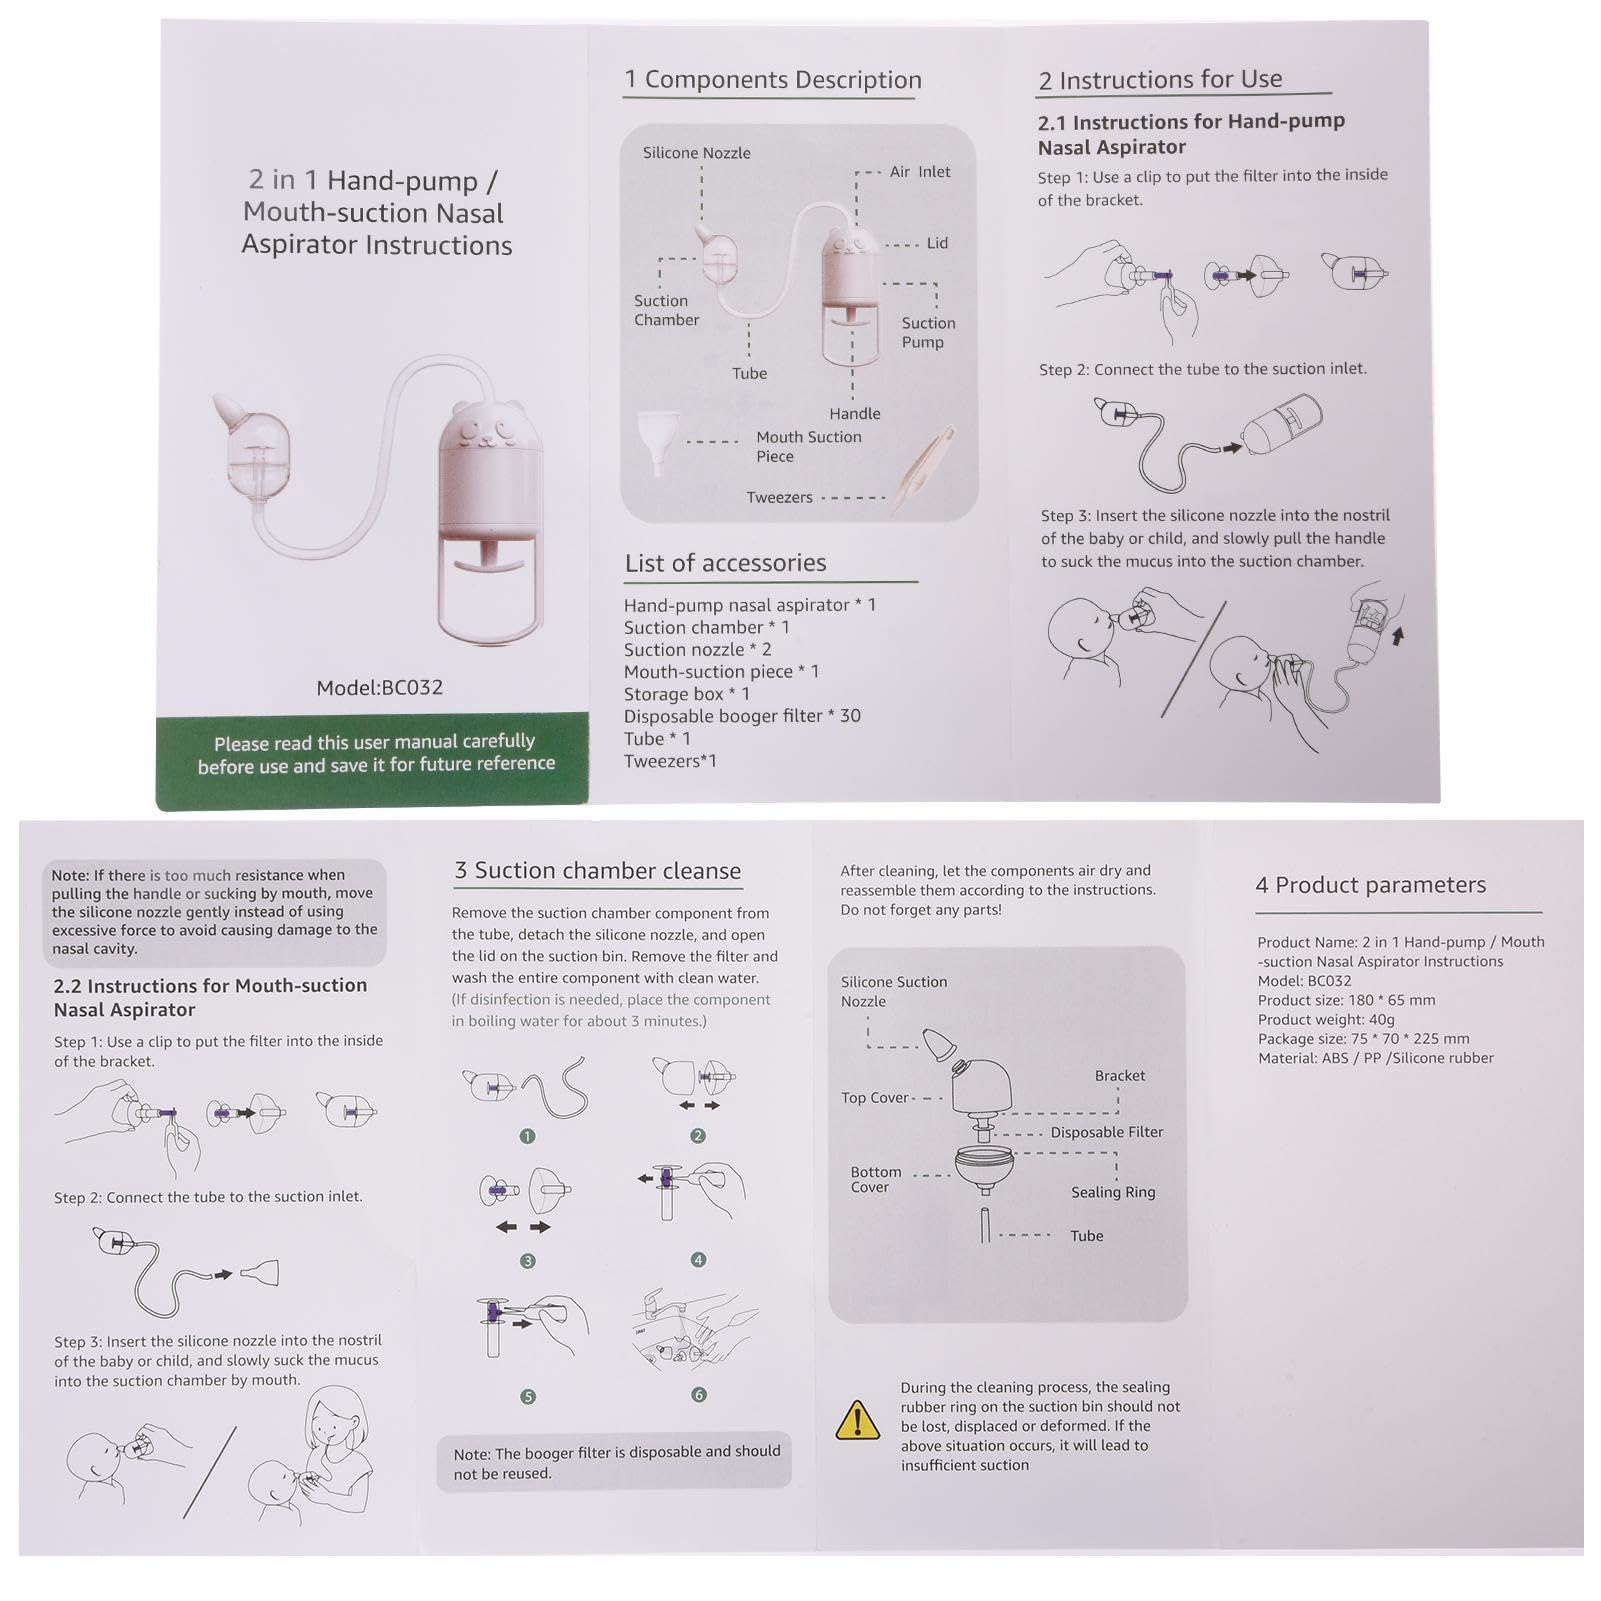 2 in 1 Hand-pump /
Mouth-suction Nasal
Aspirator Instructions
Model:BC032
Please read this user manual carefully
before use and save it for future reference
1 Components Description
Silicone Nozzle
Air Inlet
Lid
Suction
Chamber
Suction
Pump
Tube
Handle
Mouth Suction
Piece
Tweezers
List of accessories
Hand-pump nasal aspirator * 1
Suction chamber * 1
Suction nozzle * 2
Mouth-suction piece * 1
Storage box * 1
Disposable booger filter * 30
Tube * 1
Tweezers*1
2 Instructions for Use
2.1 Instructions for Hand-pump
Nasal Aspirator
Step 1: Use a clip to put the filter into the inside
of the bracket.
Step 2: Connect the tube to the suction inlet.
Step 3: Insert the silicone nozzle into the nostril
of the baby or child, and slowly pull the handle
to suck the mucus into the suction chamber.
Note: If there is too much resistance when
pulling the handle or sucking by mouth, move
the silicone nozzle gently instead of using
excessive force to avoid causing damage to the
nasal cavity.
2.2 Instructions for Mouth-suction
Nasal Aspirator
Step 1: Use a clip to put the filter into the inside
of the bracket.
Step 2: Connect the tube to the suction inlet.
Step 3: Insert the silicone nozzle into the nostril
of the baby or child, and slowly suck the mucus
into the suction chamber by mouth.
3 Suction chamber cleanse
Remove the suction chamber component from
the tube, detach the silicone nozzle, and open
the lid on the suction bin. Remove the filter and
wash the entire component with clean water.
(If disinfection is needed, place the component
in boiling water for about 3 minutes.)
1
2
3
4
5
6
Note: The booger filter is disposable and should
not be reused.
After cleaning, let the components air dry and
reassemble them according to the instructions.
Do not forget any parts!
Silicone Suction
Nozzle
Bracket
Top Cover
Disposable Filter
Bottom
Cover
Sealing Ring
Tube
During the cleaning process, the sealing
rubber ring on the suction bin should not
be lost, displaced or deformed. If the
above situation occurs, it will lead to
insufficient suction
4 Product parameters
Product Name: 2 in 1 Hand-pump / Mouth
-suction Nasal Aspirator Instructions
Model: BC032
Product size: 180 * 65 mm
Product weight: 40g
Package size: 75 * 70 * 225 mm
Material: ABS / PP /Silicone rubber